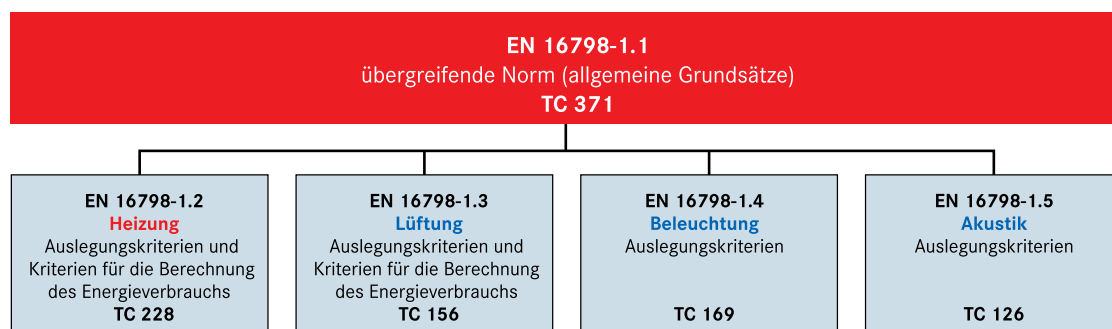 EN 16798-1.1
übergreifende Norm (allgemeine Grundsätze)
TC 371
EN 16798-1.2
Heizung
Auslegungskriterien und
Kriterien für die Berechnung
des Energieverbrauchs
TC 228
EN 16798-1.3
Lüftung
Auslegungskriterien und
Kriterien für die Berechnung
des Energieverbrauchs
TC 156
EN 16798-1.4
Beleuchtung
Auslegungskriterien
TC 169
EN 16798-1.5
Akustik
Auslegungskriterien
TC 126